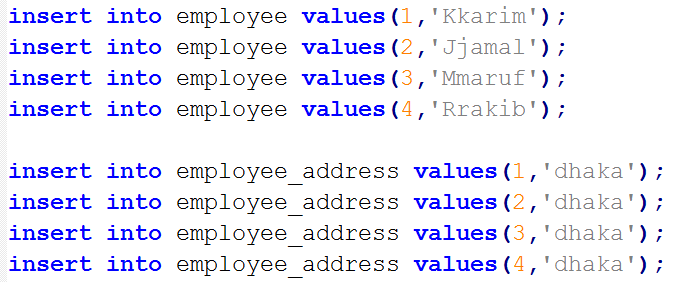 insert into employee values(1,'Kkarim');
insert into employee values(2,'Jjamal');
insert into employee values(3,'Mmaruf');
insert into employee values(4,'Rrakib');
insert into employee_address values(1,'dhaka');
insert into employee_address values(2,'dhaka');
insert into employee_address values(3,'dhaka');
insert into employee_address values(4,'dhaka');